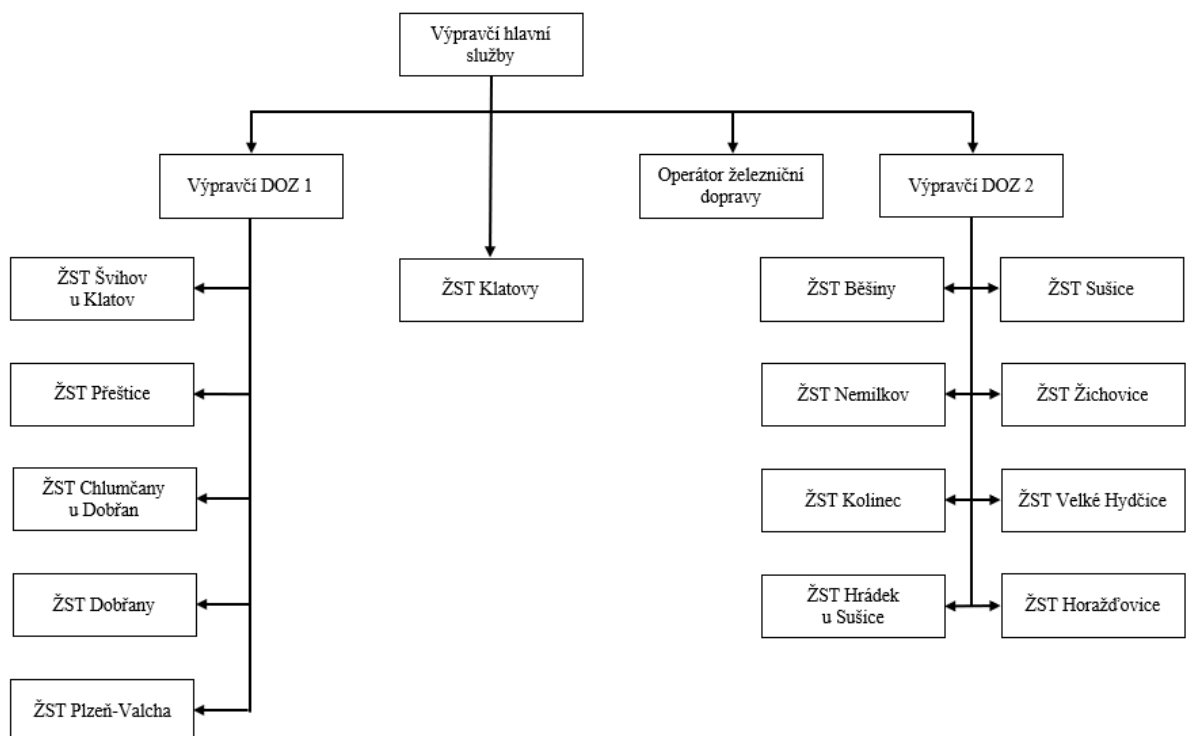 Výpravčí hlavní
služby
Výpravčí DOZ 1
Operátor železniční
dopravy
Výpravčí DOZ 2
ŽST Švihov
u Klatov
ŽST Klatovy
ŽST Běšiny
ŽST Sušice
ŽST Přeštice
ŽST Nemilkov
ŽST Žichovice
ŽST Chlumčany
u Dobřan
ŽST Kolinec
ŽST Velké Hydčice
ŽST Dobřany
ŽST Hrádek
u Sušice
ŽST Horažďovice
ŽST Plzeň-Valcha